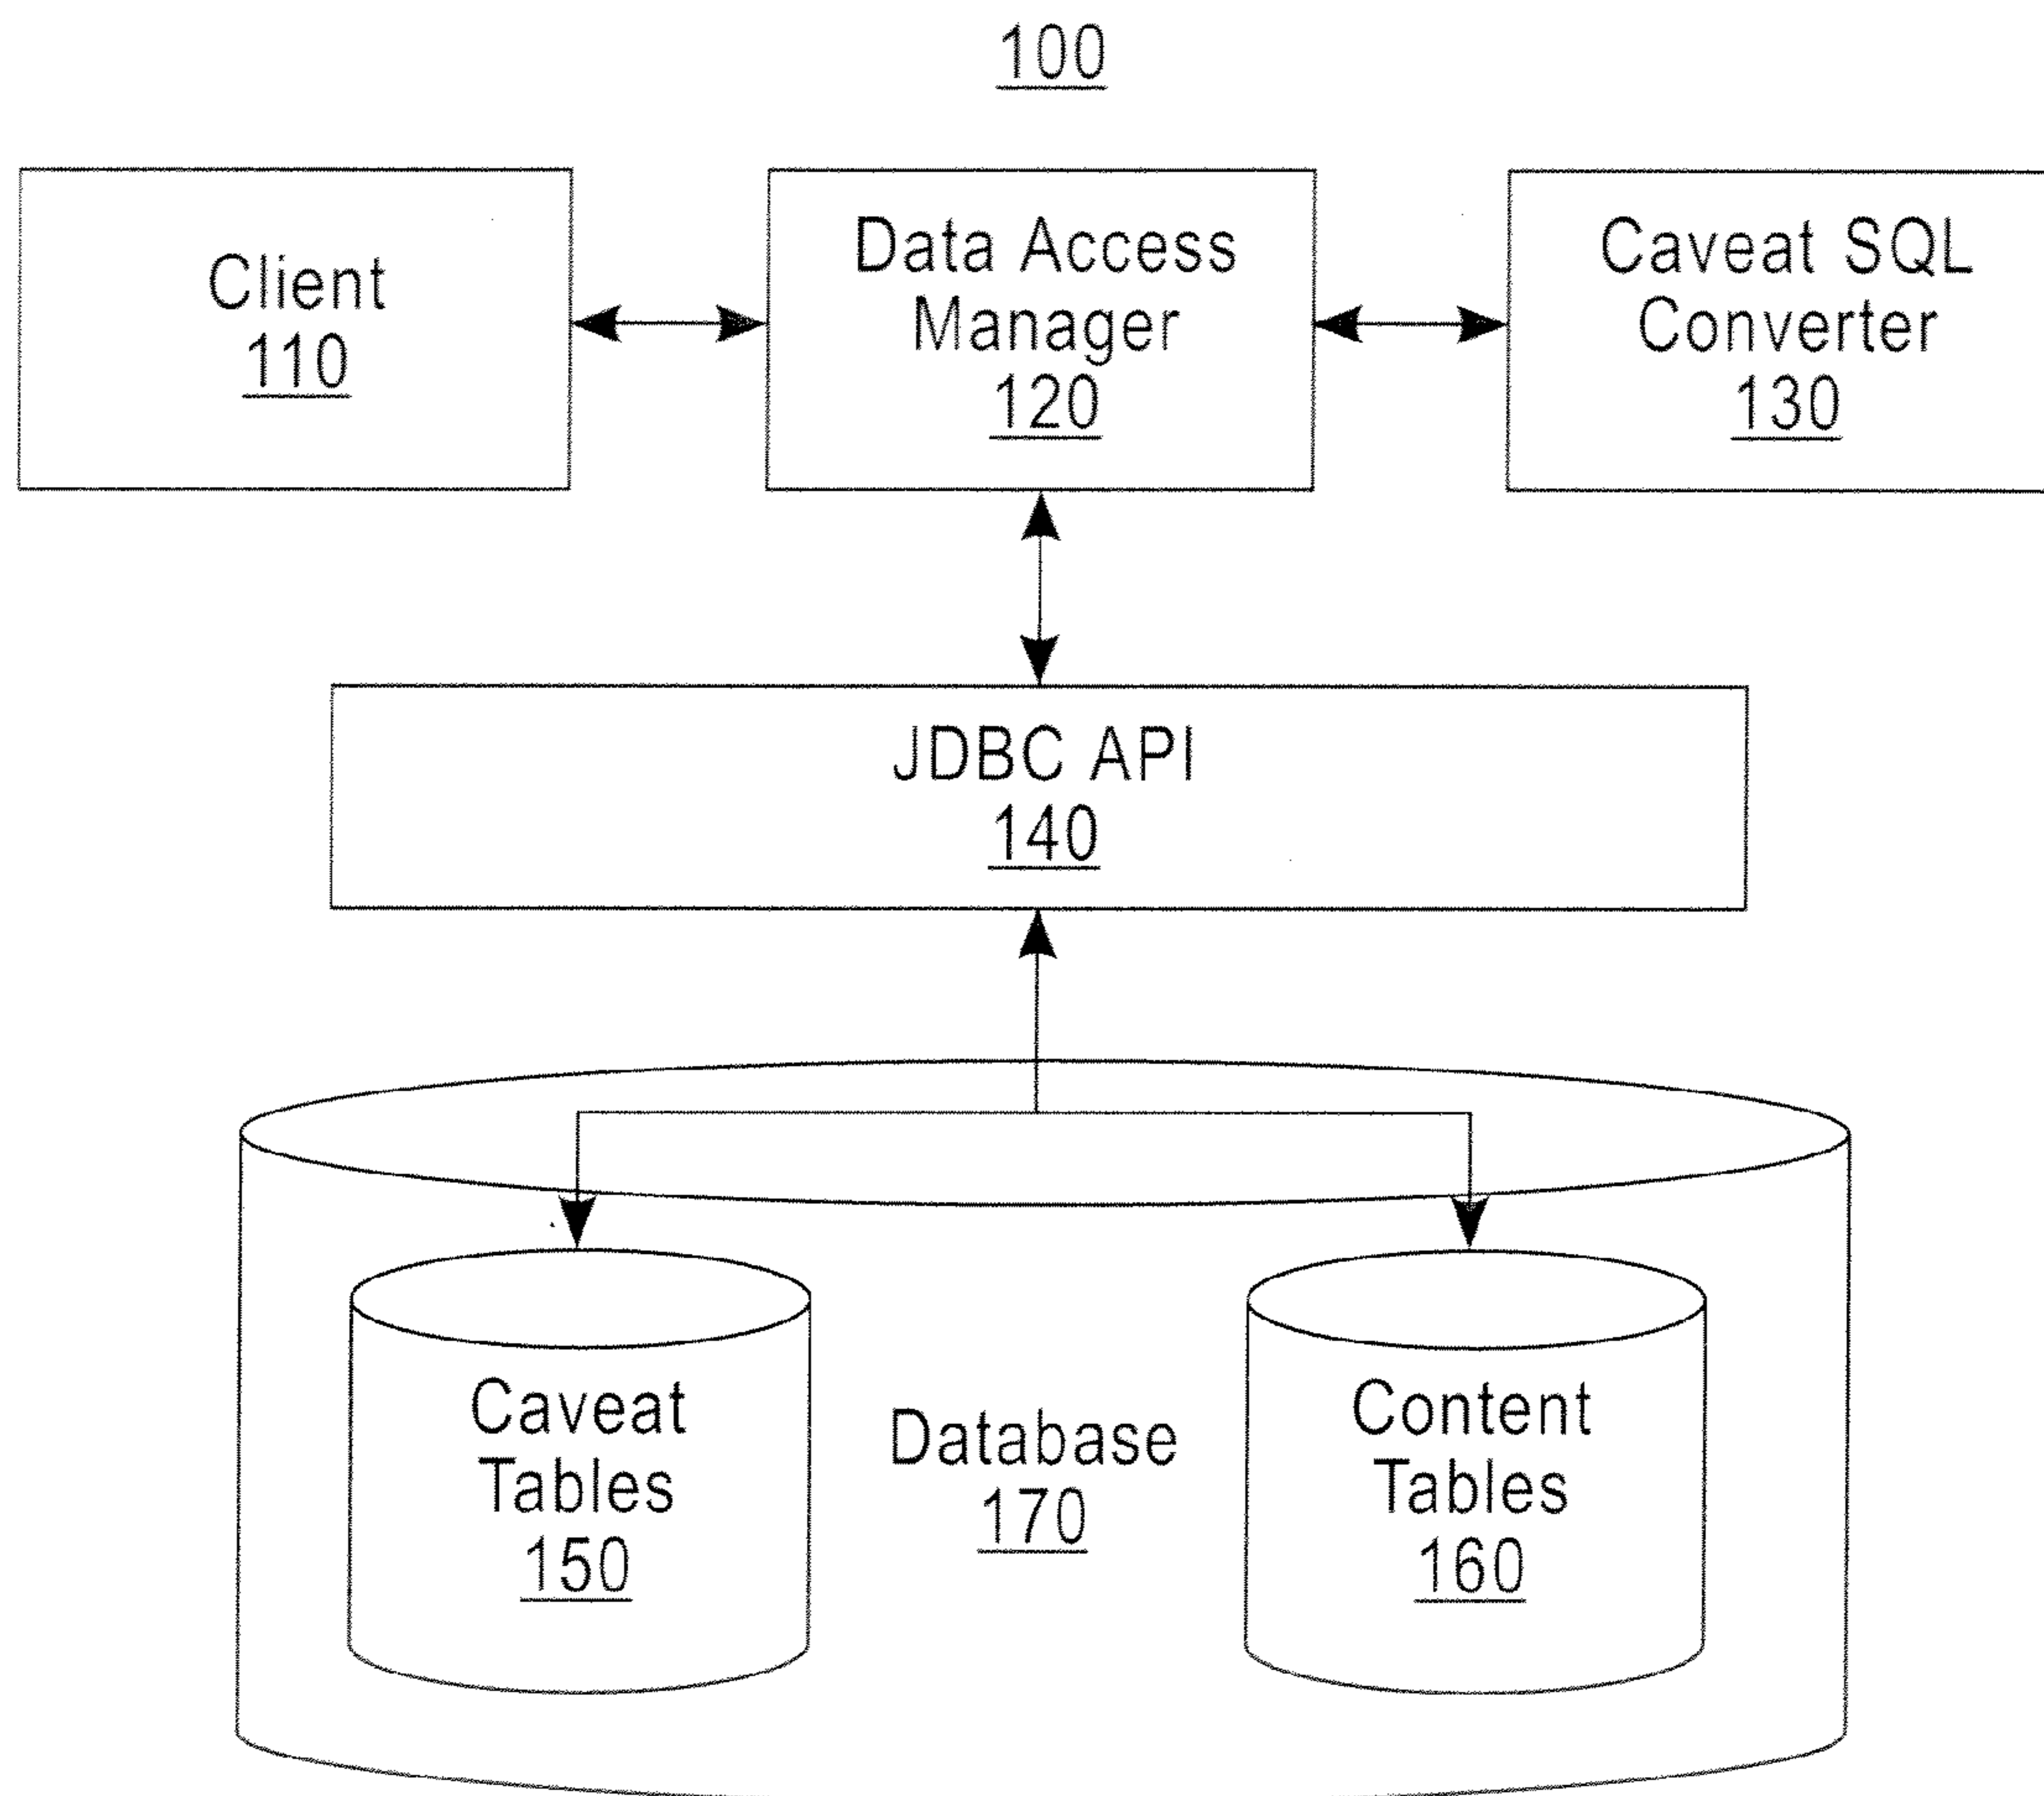 100
Client
110
Data Access
Manager
120
Caveat SQL
Converter
130
JDBC API
140
Caveat
Tables
150
Database
170
Content
Tables
160